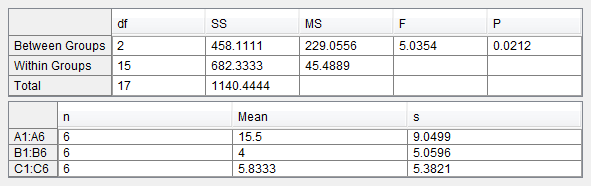 df SS MS F P
Between Groups 2 458.1111 229.0556 5.0354 0.0212
Within Groups 15 682.3333 45.4889
Total 17 1140.4444
n Mean s
A1:A6 6 15.5 9.0499
B1:B6 6 4 5.0596
C1:C6 6 5.8333 5.3821